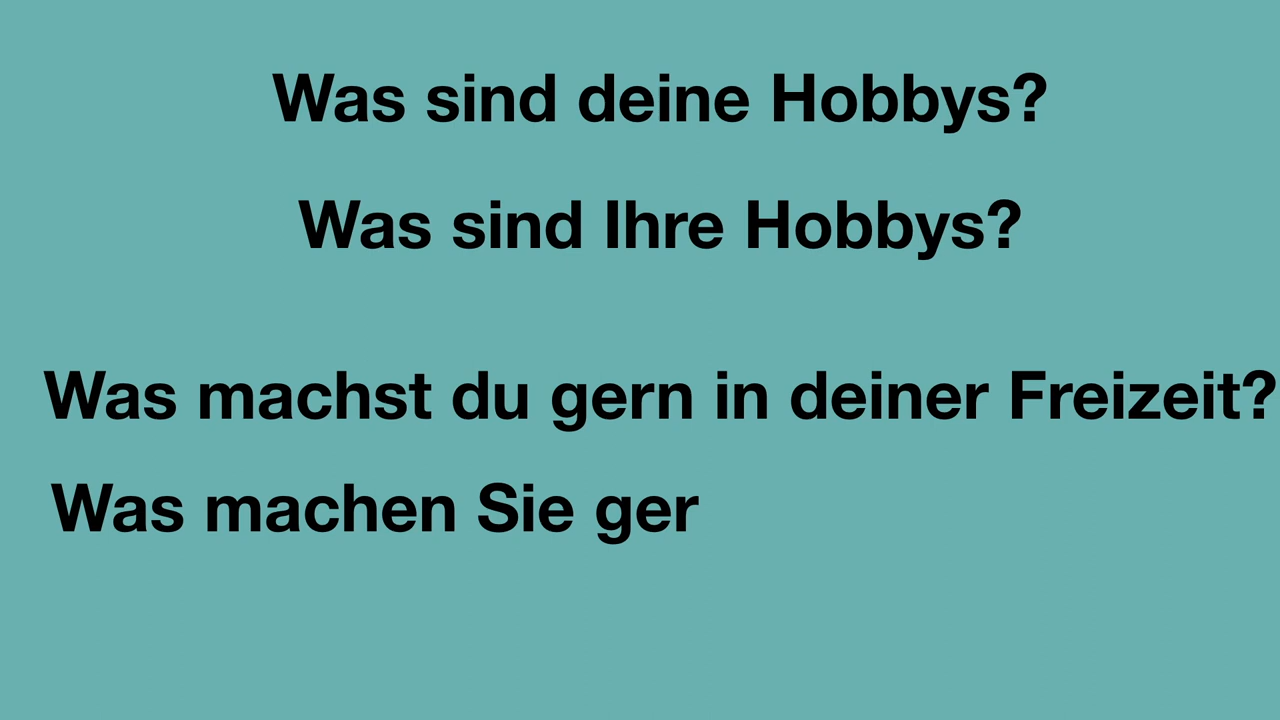 Was sind deine Hobbys?
Was sind Ihre Hobbys?
Was machst du gern in deiner Freizeit?
Was machen Sie ger